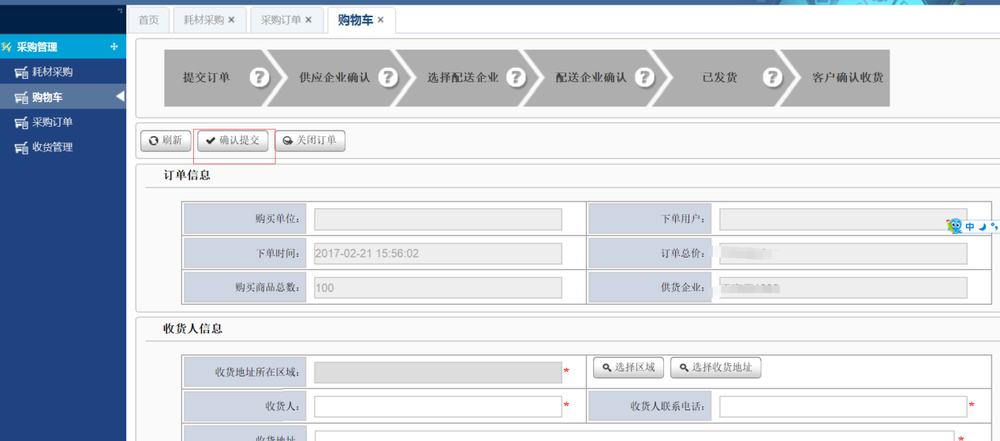 首页 耗材采购 × 采购订单 × 购物车 ×
采购管理
耗材采购
购物车
采购订单
收货管理
提交订单 ? 供应企业确认 ? 选择配送企业 ? 配送企业确认 ? 已发货 ? 客户确认收货
刷新 确认提交 关闭订单
订单信息
购买单位: 下单用户:
中
下单时间: 2017-02-21 15:56:02 订单总价:
购买商品总数: 100 供货企业:
收货人信息
收货地址所在区域: * 选择区域 选择收货地址
收货人: * 收货人联系电话: *
收货地址 *